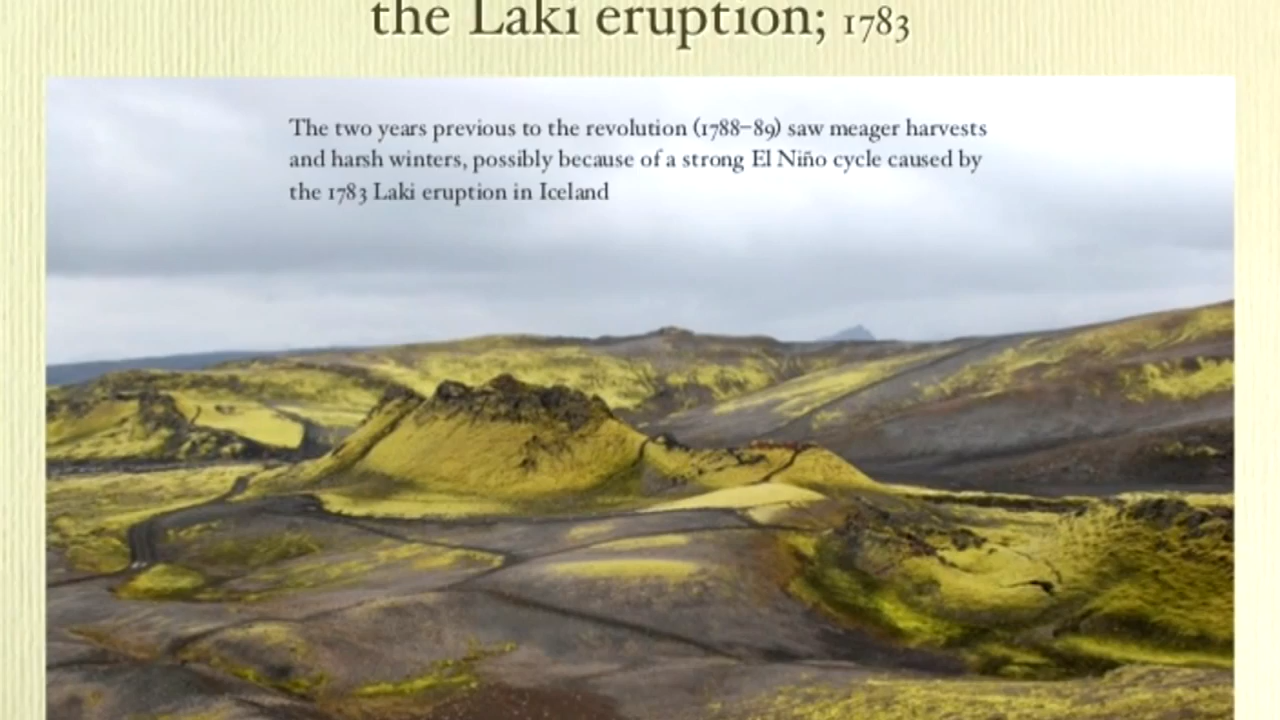 the Laki eruption; 1783
The two years previous to the revolution (1788–89) saw meager harvests
and harsh winters, possibly because of a strong El Niño cycle caused by
the 1783 Laki eruption in Iceland